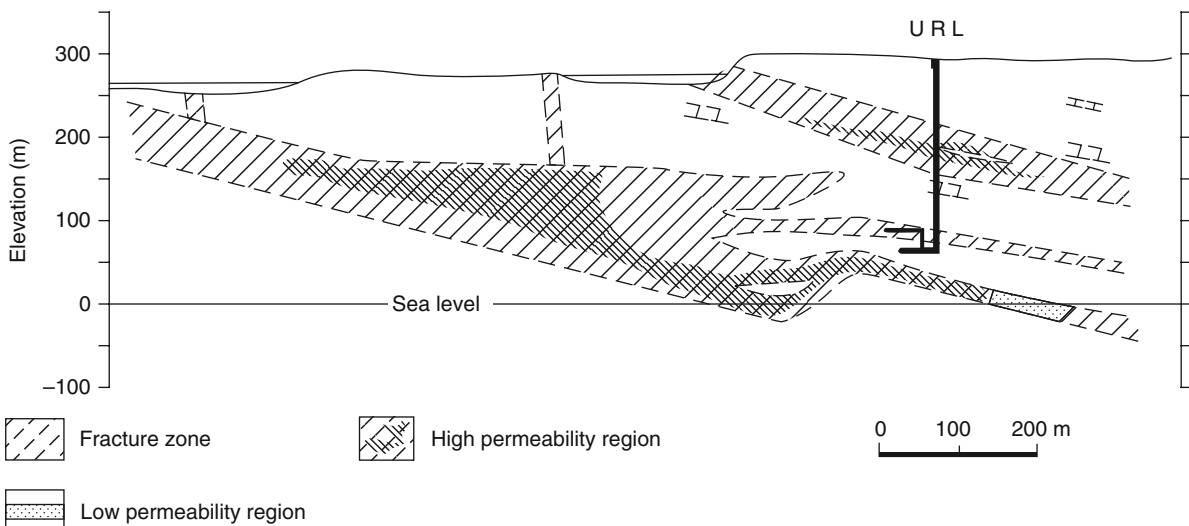 U R L
300
200
100
0
–100
Elevation (m)
Sea level
Fracture zone
High permeability region
0 100 200 m
Low permeability region